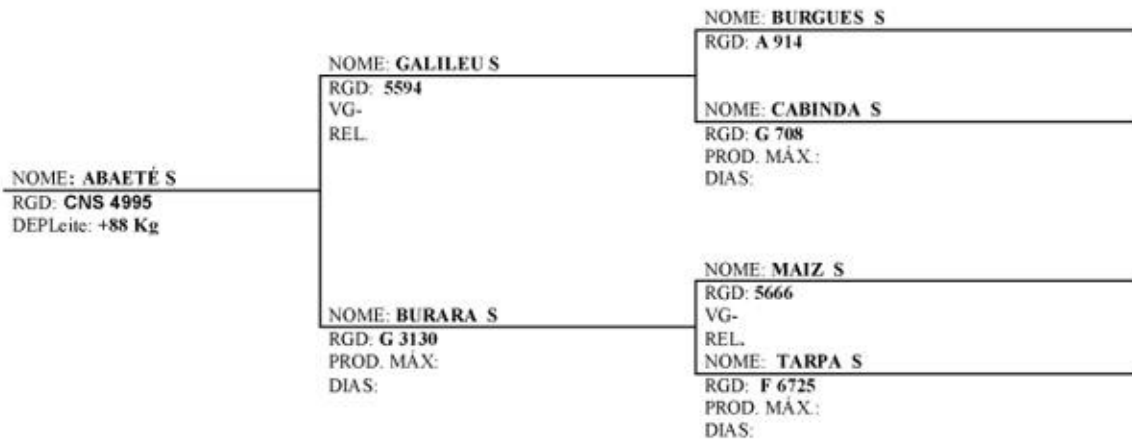 NOME: ABAETÉ S
RGD: CNS 4995
DEPLeite: +88 Kg
NOME: GALILEU S
RGD: 5594
VG-
REL.
NOME: BURARA S
RGD: G 3130
PROD. MÁX:
DIAS:
NOME: BURGUES S
RGD: A 914
NOME: CABINDA S
RGD: G 708
PROD. MÁX.:
DIAS:
NOME: MAIZ S
RGD: 5666
VG-
REL.
NOME: TARPA S
RGD: F 6725
PROD. MÁX.:
DIAS: